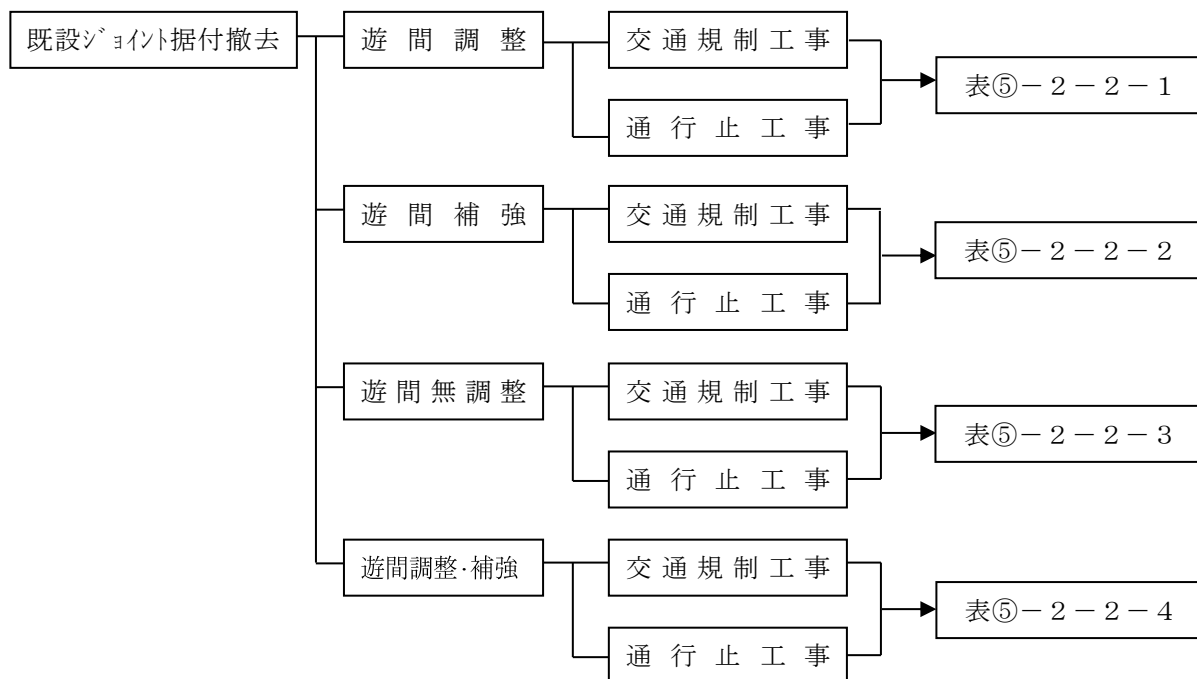 既設ｼﾞｮｲﾝﾄ据付撤去
遊間調整
交通規制工事
通行止工事
表⑤－２－２－１
遊間補強
交通規制工事
通行止工事
表⑤－２－２－２
遊間無調整
交通規制工事
通行止工事
表⑤－２－２－３
遊間調整･補強
交通規制工事
通行止工事
表⑤－２－２－４